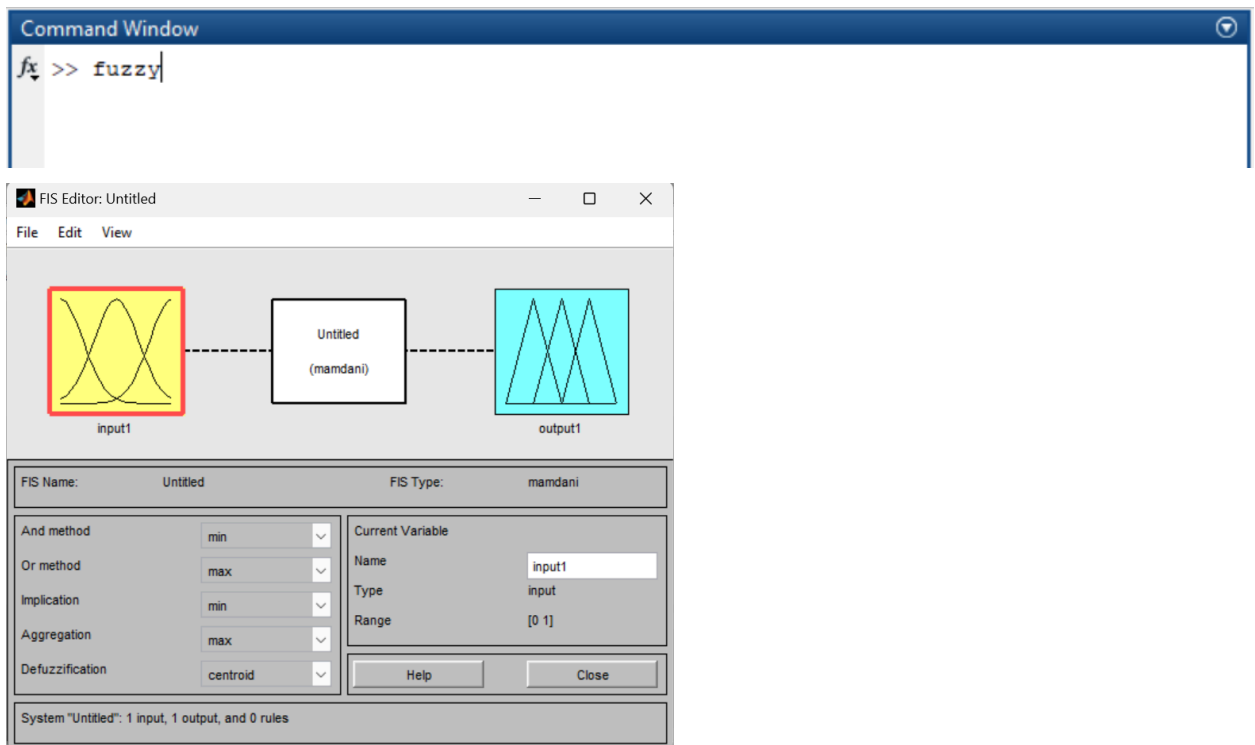 Command Window
fx >> fuzzy
FIS Editor: Untitled
File Edit View
Untitled
(mamdani)
input1 output1
FIS Name: Untitled FIS Type: mamdani
And method min
Or method max
Implication min
Aggregation max
Defuzzification centroid
Current Variable
Name input1
Type input
Range [0 1]
Help Close
System "Untitled": 1 input, 1 output, and 0 rules